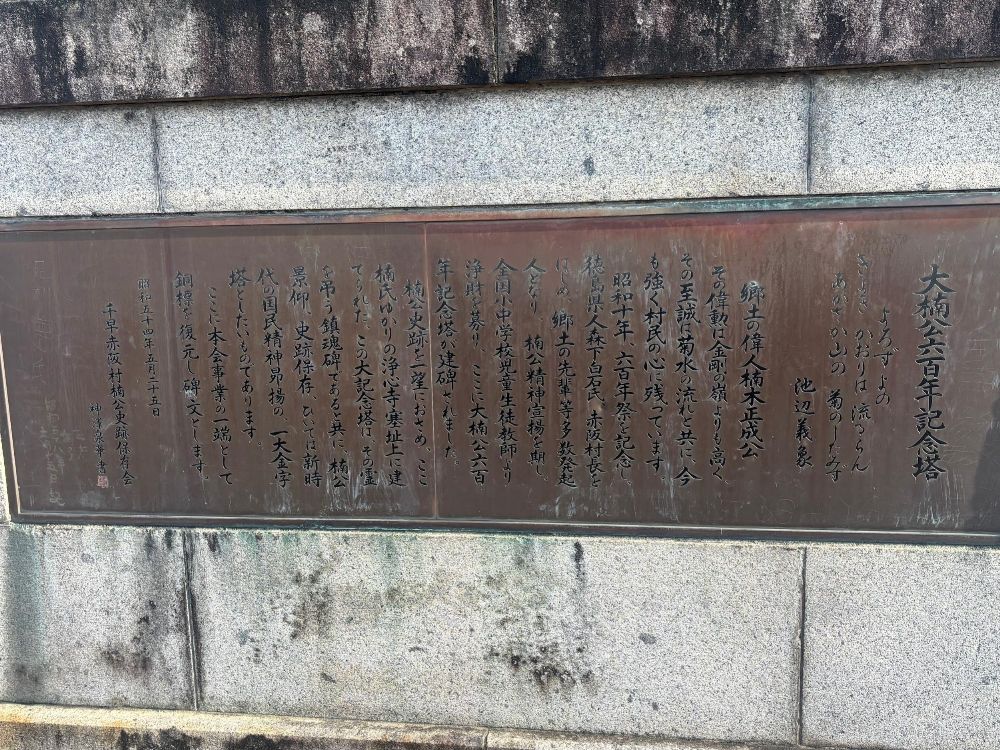 大楠公六百年記念塔
よろずよの
かおりは 流るらん
あかさか山の 菊のしたみず
池辺義象
郷土の偉人楠木正成公
その偉勲は金剛の嶺よりも高く、
その至誠は菊水の流れと共に、今
も強く村民の心に残っています。
昭和十年、六百年祭を記念し、
徳島県人森下白石氏、赤阪村長を
はじめ、郷土の先輩等多数発起
人となり 楠公精神宣揚を期し、
全国小中学校児童生徒教師より
浄財を募り、ここに大楠公六百
年記念塔が建碑されました。
楠公史跡を一望におさめ、ここ
楠氏ゆかりの浄心寺塞址上に建
てられた、この大記念塔は、その霊
を弔う鎮魂碑であると共に、楠公
景仰、史跡保存、ひいては新時
代の国民精神昂揚の、一大金字
塔としたいものであります。
ここに本会事業の一端として
銅標を復元し碑文とします。
昭和五十四年五月二十五日
千早赤阪村楠公史跡保存会